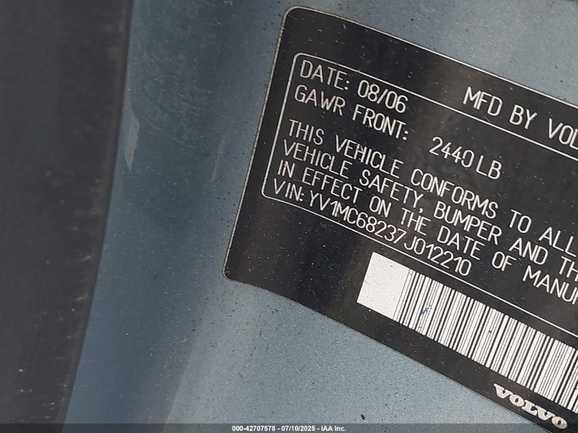 DATE: 08/06 MFD BY VOL
GAWR FRONT: 2440 LB
THIS VEHICLE CONFORMS TO ALL
VEHICLE SAFETY, BUMPER AND TH
IN EFFECT ON THE DATE OF MANU
VIN: YV1MC68237J012210
VOLVO
000-42707578 - 07/10/2025 - IAA Inc.